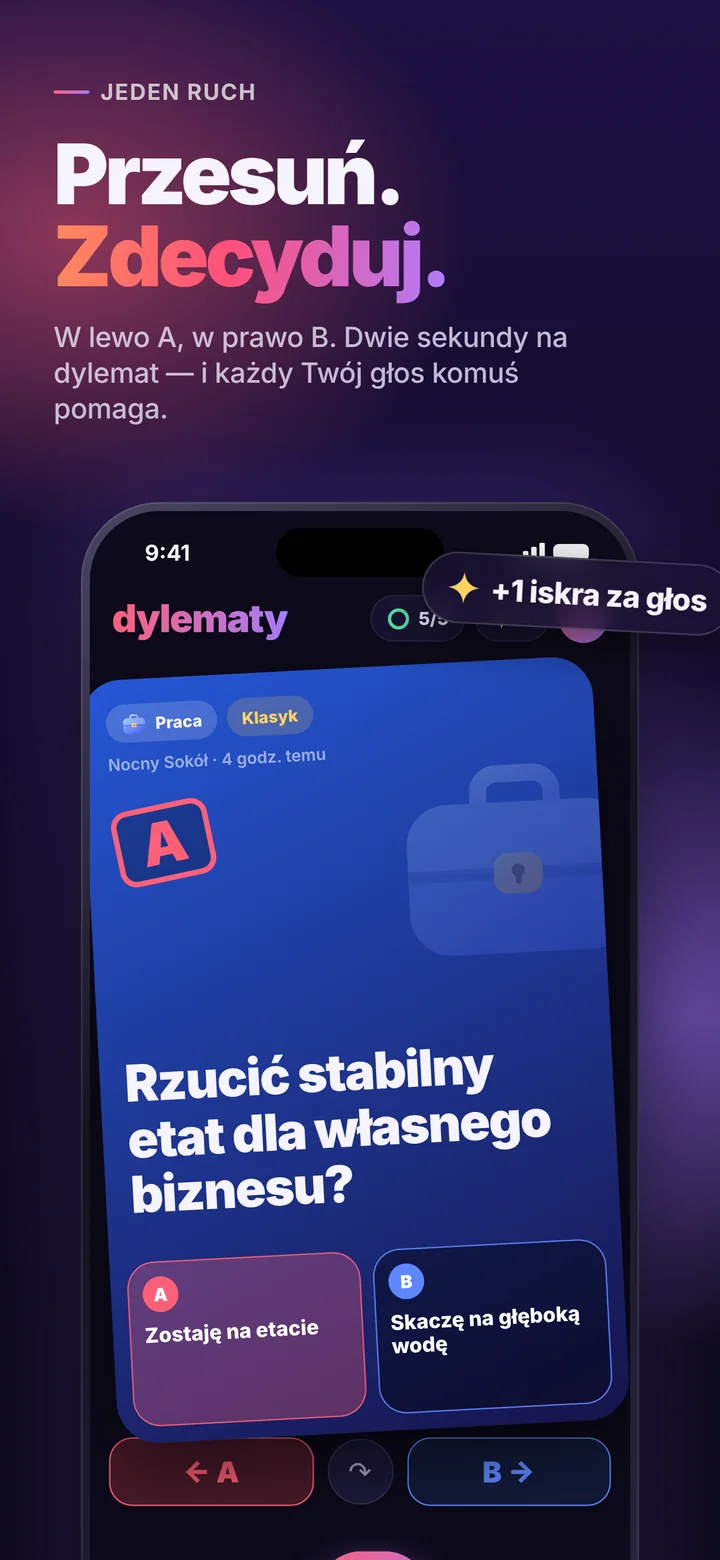 JEDEN RUCH
Przesuń.
Zdecyduj.
W lewo A, w prawo B. Dwie sekundy na
dylemat — i każdy Twój głos komuś
pomaga.
9:41
+1 iskra za głos
dylematy
5/5
Praca
Klasyk
Nocny Sokół · 4 godz. temu
A
Rzucić stabilny
etat dla własnego
biznesu?
A
Zostaję na etacie
B
Skaczę na głęboką
wodę
← A
B →